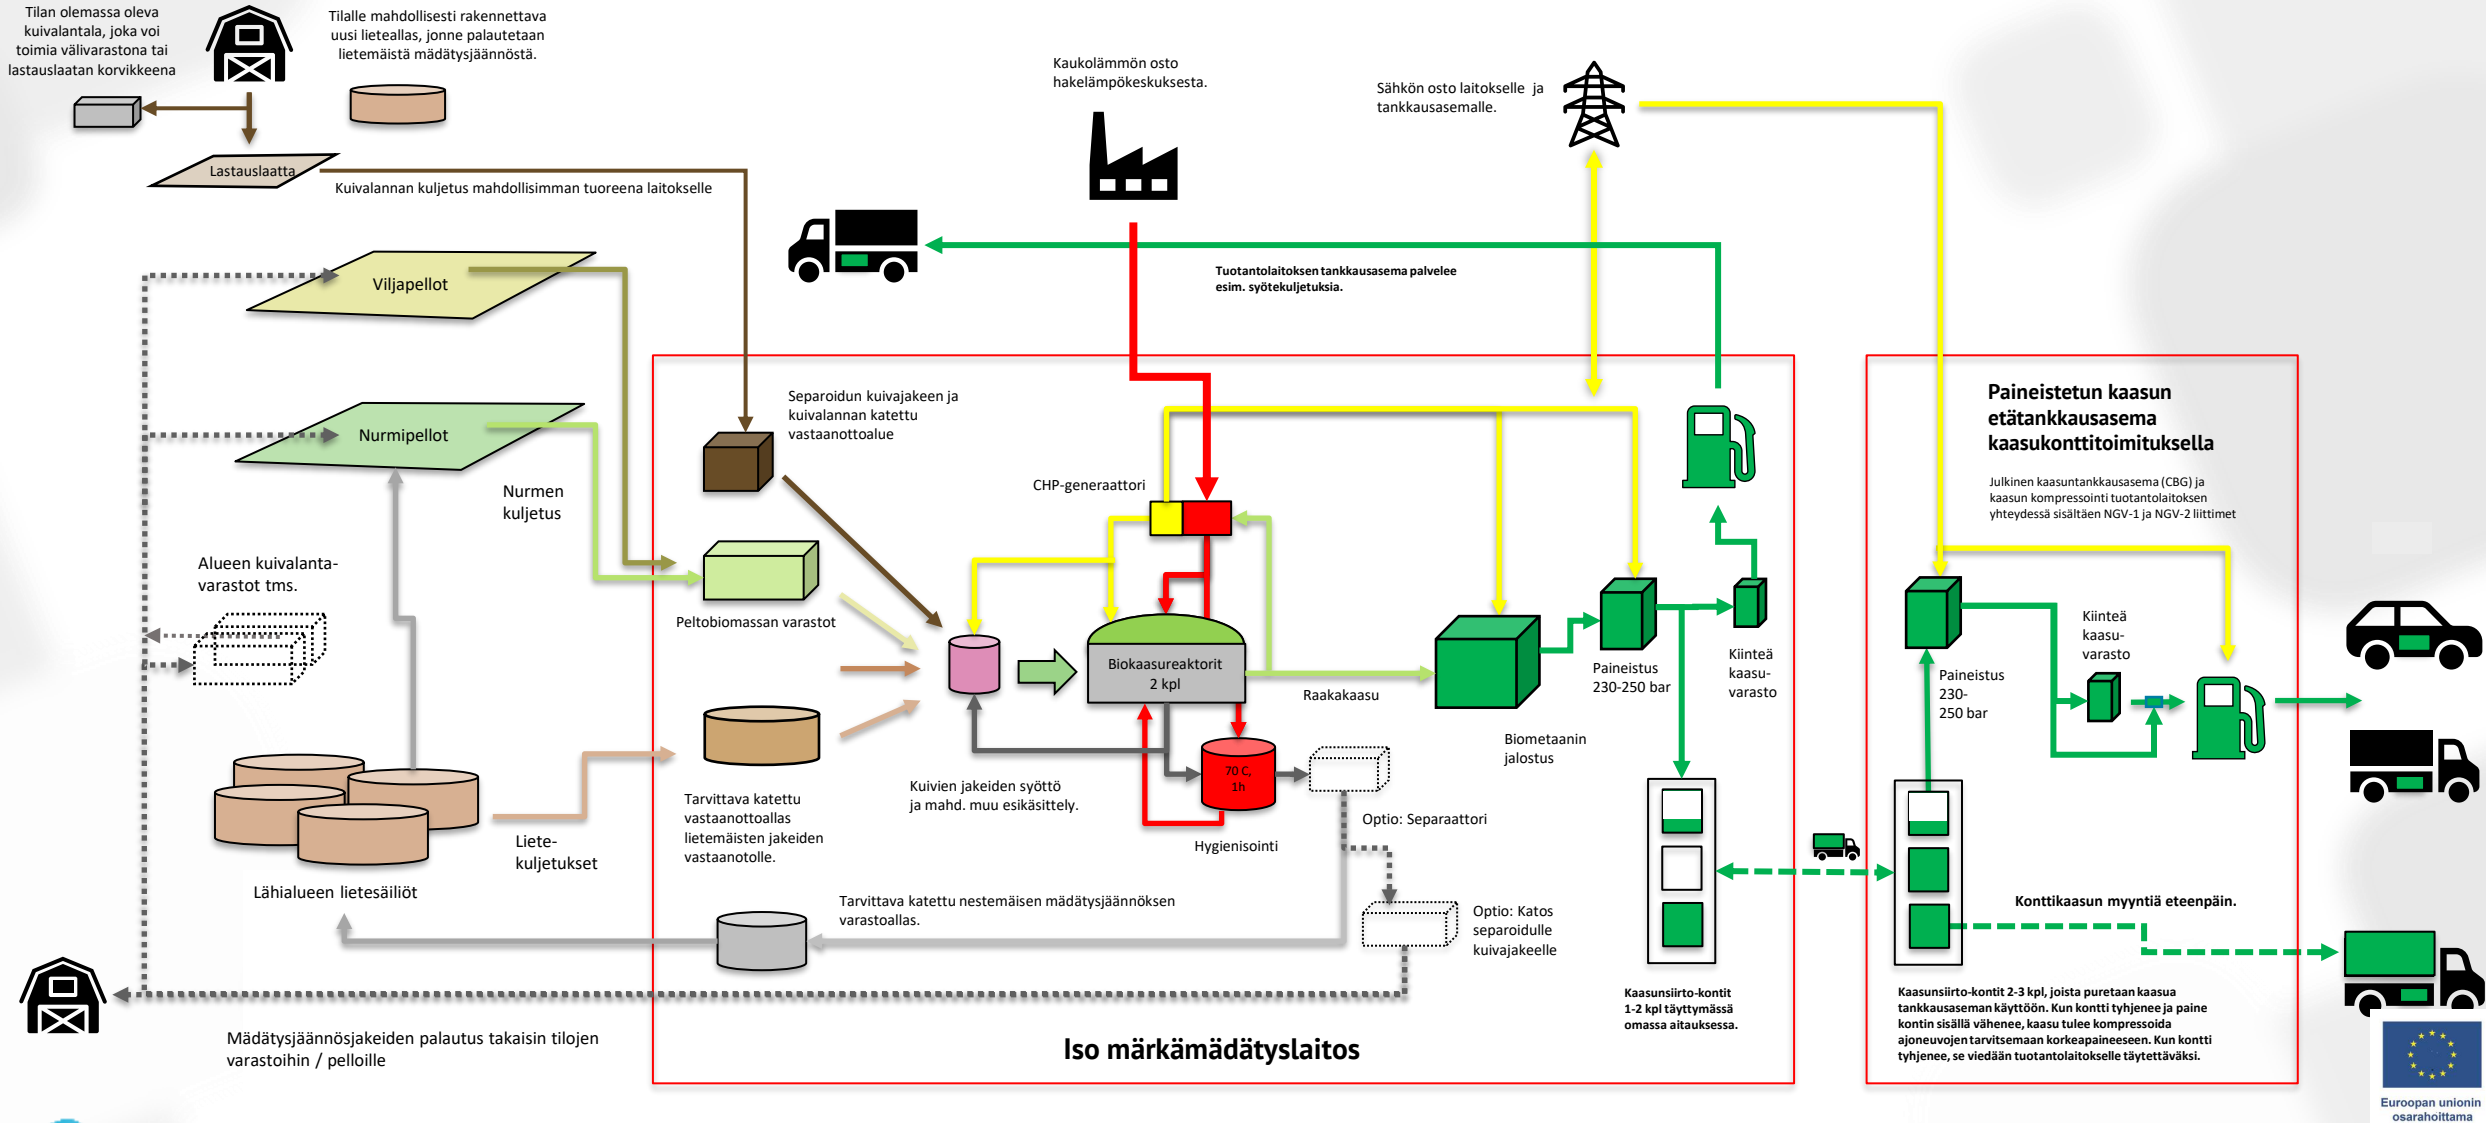 Tilan olemassa oleva
kuivalantala, joka voi
toimia välivarastona tai
lastauslaatan korvikkeena
Tilalle mahdollisesti rakennettava
uusi lieteallas, jonne palautetaan
lietemäistä mädätysjäännöstä.
Kaukolämmön osto
hakelämpökeskuksesta.
Sähkön osto laitokselle ja
tankkausasemalle.
Lastauslaatta
Kuivalannan kuljetus mahdollisimman tuoreena laitokselle
Viljapellot
Tuotantolaitoksen tankkausasema palvelee
esim. syötekuljetuksia.
Nurmipellot
Separoidun kuivajakeen ja
kuivalannan katettu
vastaanottoalue
Paineistetun kaasun
etätankkausasema
kaasukonttitoimituksella
Julkinen kaasuntankkausasema (CBG) ja
kaasun kompressointi tuotantolaitoksen
yhteydessä sisältäen NGV-1 ja NGV-2 liittimet
Nurmen
kuljetus
CHP-generaattori
Alueen kuivalanta-
varastot tms.
Peltobiomassan varastot
Biokaasureaktorit
2 kpl
Raakakaasu
Paineistus
230-250 bar
Kiinteä
kaasu-
varasto
Kiinteä
kaasu-
varasto
Paineistus
230-
250 bar
Biometaanin
jalostus
70 C,
1h
Kuivien jakeiden syöttö
ja mahd. muu esikäsittely.
Tarvittava katettu
vastaanottoallas
lietemäisten jakeiden
vastaanotolle.
Optio: Separaattori
Hygienisointi
Liete-
kuljetukset
Lähialueen lietesäiliöt
Tarvittava katettu nestemäisen mädätysjäännöksen
varastoallas.
Optio: Katos
separoidulle
kuivajakeelle
Konttikaasun myyntiä eteenpäin.
Kaasunsiirto-kontit
1-2 kpl täyttymässä
omassa aitauksessa.
Kaasunsiirto-kontit 2-3 kpl, joista puretaan kaasua
tankkausaseman käyttöön. Kun kontti tyhjenee ja paine
kontin sisällä vähenee, kaasu tulee kompressoida
ajoneuvojen tarvitsemaan korkeapaineeseen. Kun kontti
tyhjenee, se viedään tuotantolaitokselle täytettäväksi.
Mädätysjäännösjakeiden palautus takaisin tilojen
varastoihin / pelloille
Iso märkämädätyslaitos
Euroopan unionin
osarahoittama